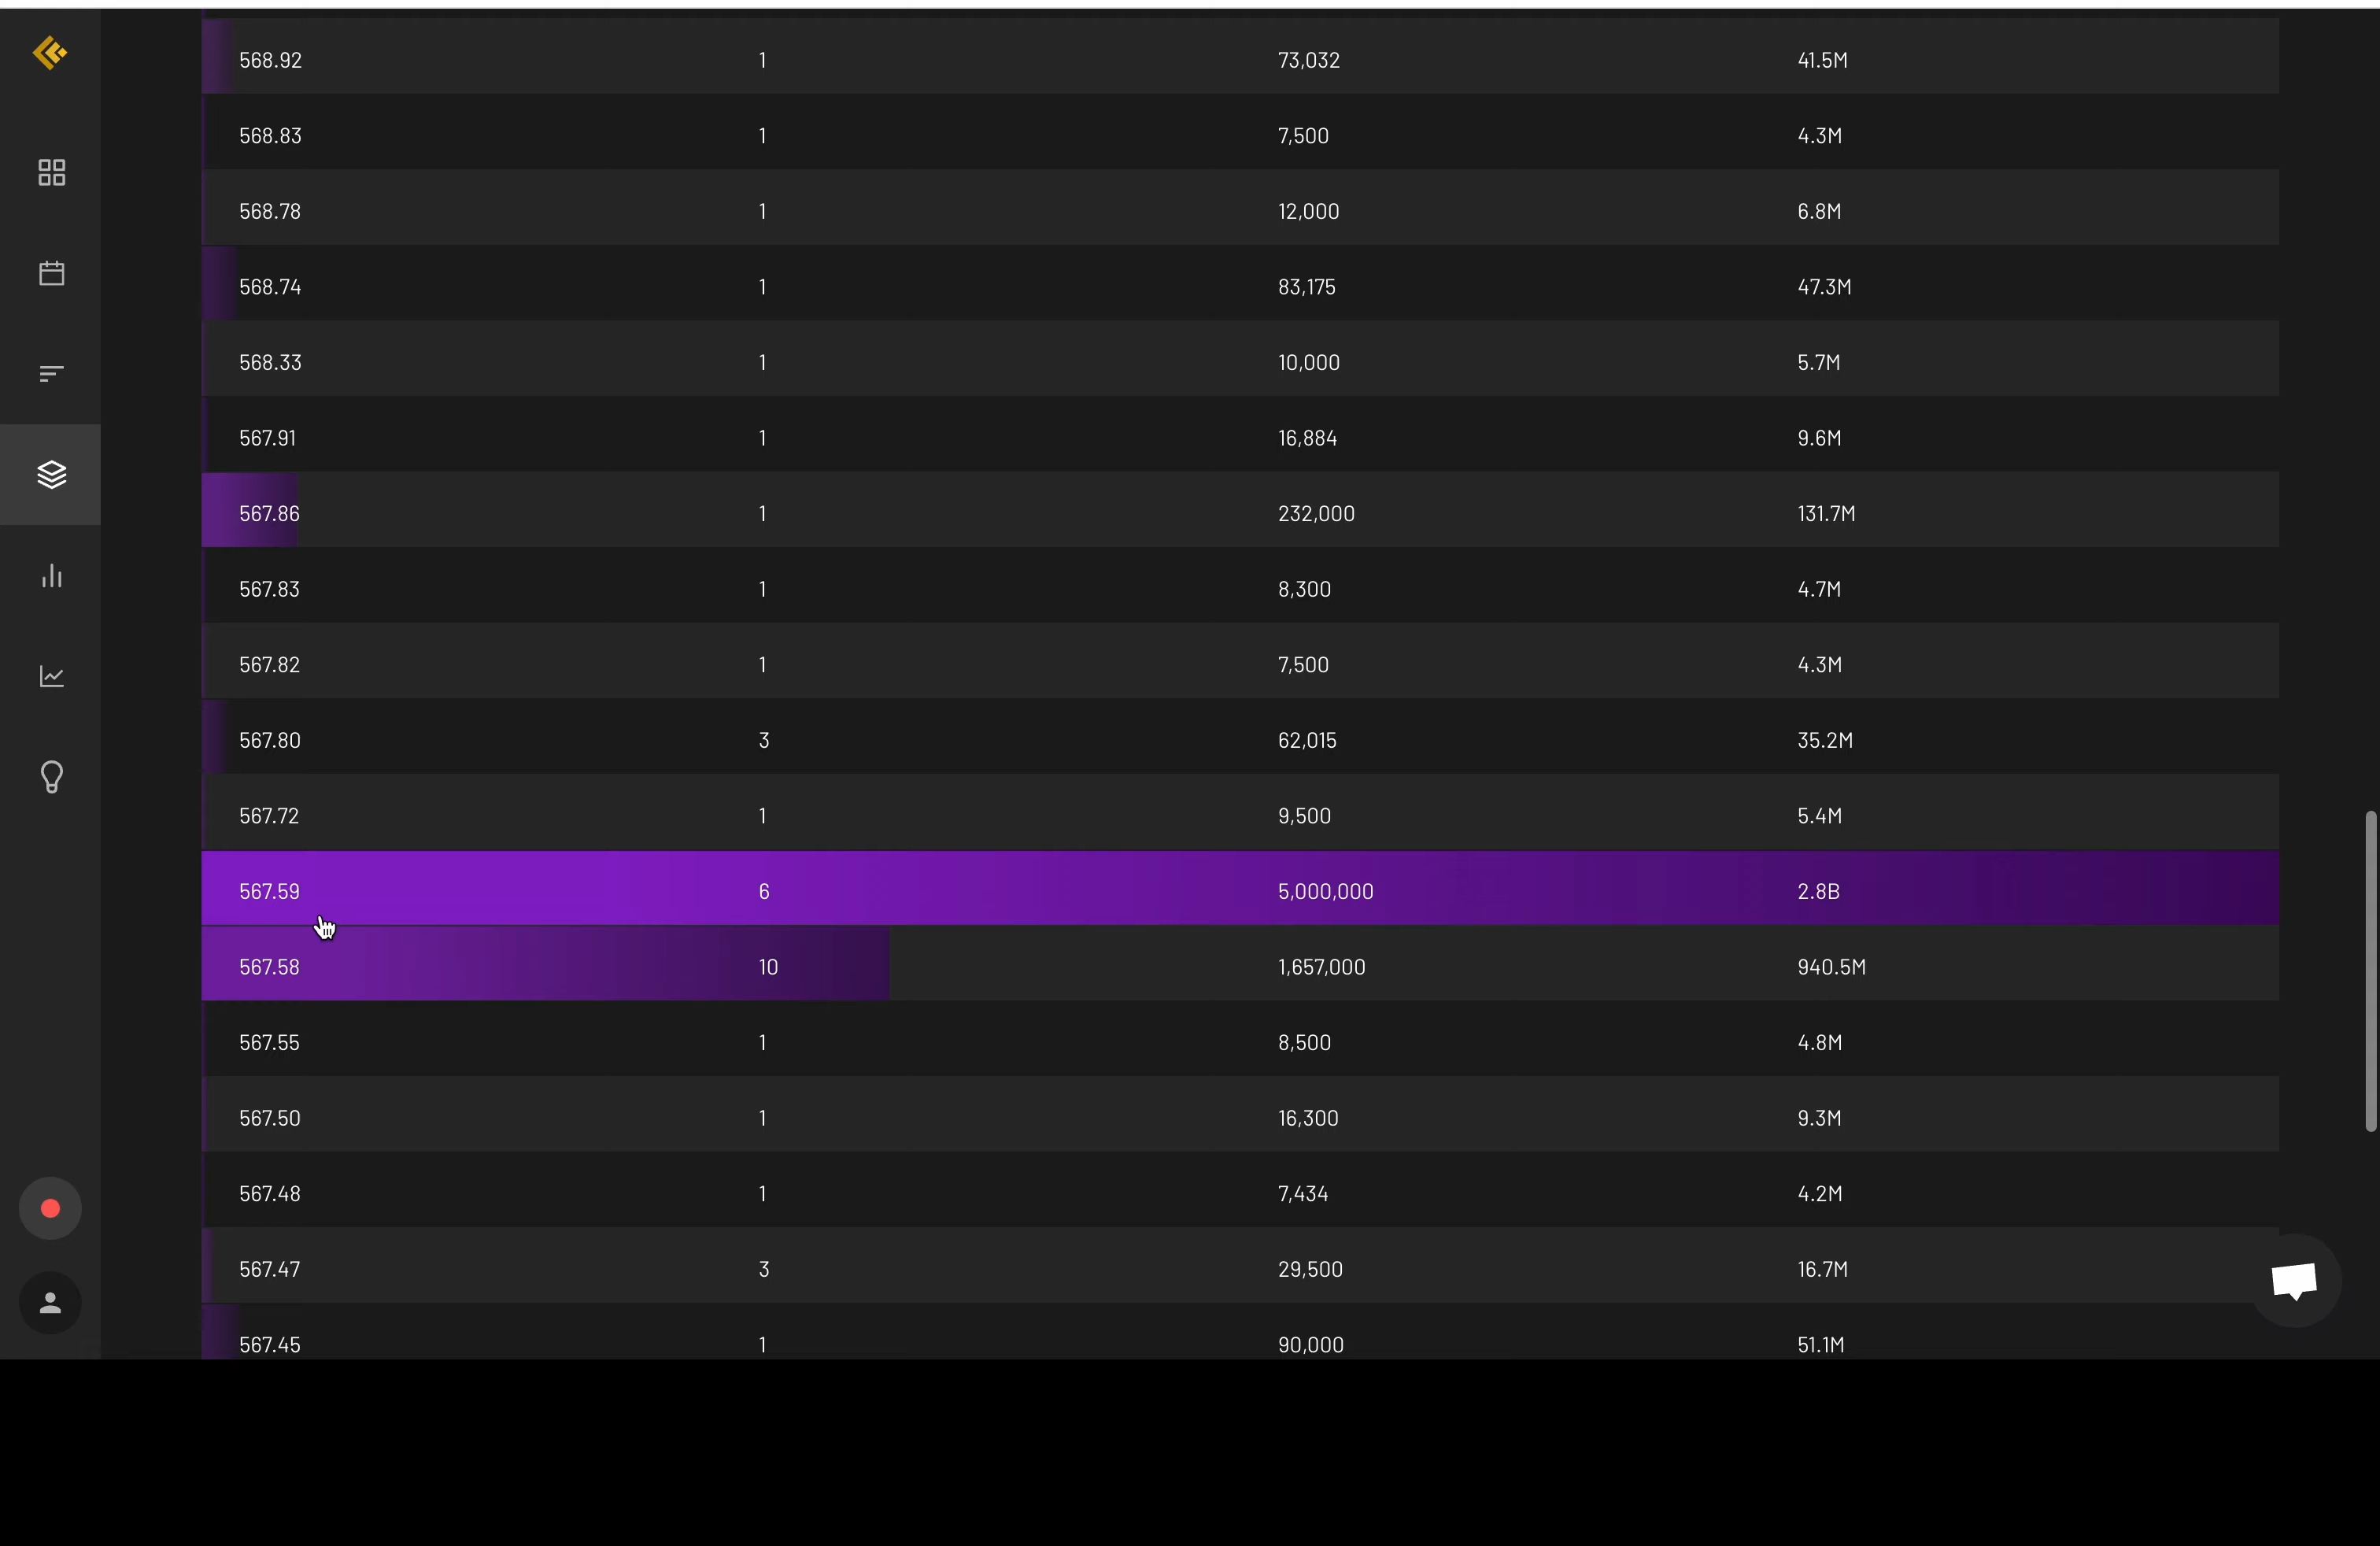 568.92 1 73,032 41.5M
568.83 1 7,500 4.3M
568.78 1 12,000 6.8M
568.74 1 83,175 47.3M
568.33 1 10,000 5.7M
567.91 1 16,884 9.6M
567.86 1 232,000 131.7M
567.83 1 8,300 4.7M
567.82 1 7,500 4.3M
567.80 3 62,015 35.2M
567.72 1 9,500 5.4M
567.59 6 5,000,000 2.8B
567.58 10 1,657,000 940.5M
567.55 1 8,500 4.8M
567.50 1 16,300 9.3M
567.48 1 7,434 4.2M
567.47 3 29,500 16.7M
567.45 1 90,000 51.1M